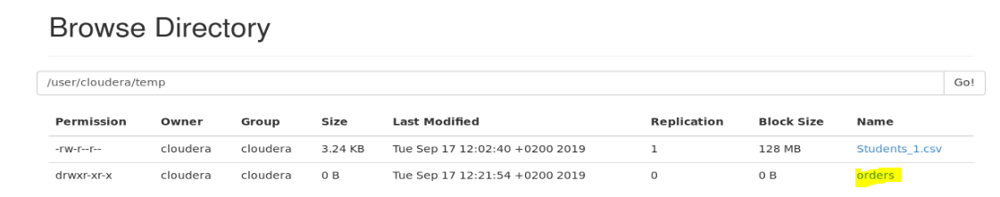 Browse Directory
/user/cloudera/temp Go!
Permission Owner Group Size Last Modified Replication Block Size Name
-rw-r--r-- cloudera cloudera 3.24 KB Tue Sep 17 12:02:40 +0200 2019 1 128 MB Students_1.csv
drwxr-xr-x cloudera cloudera 0 B Tue Sep 17 12:21:54 +0200 2019 0 0 B orders